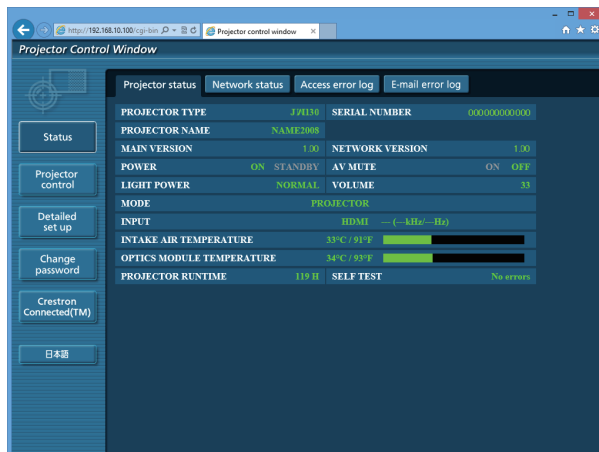 http://192.168.10.100/cgi-bin
Projector control window
Projector Control Window
Projector status
Network status
Access error log
E-mail error log
Status
Projector control
Detailed set up
Change password
Crestron Connected(TM)
日本語
PROJECTOR TYPE
SERIAL NUMBER 000000000000
PROJECTOR NAME NAME2008
MAIN VERSION 1.00 NETWORK VERSION 1.00
POWER ON STANDBY AV MUTE ON OFF
LIGHT POWER NORMAL VOLUME 33
MODE PROJECTOR
INPUT HDMI --- (---kHz/---Hz)
INTAKE AIR TEMPERATURE 33°C / 91°F
OPTICS MODULE TEMPERATURE 34°C / 93°F
PROJECTOR RUNTIME 119 H SELF TEST No errors